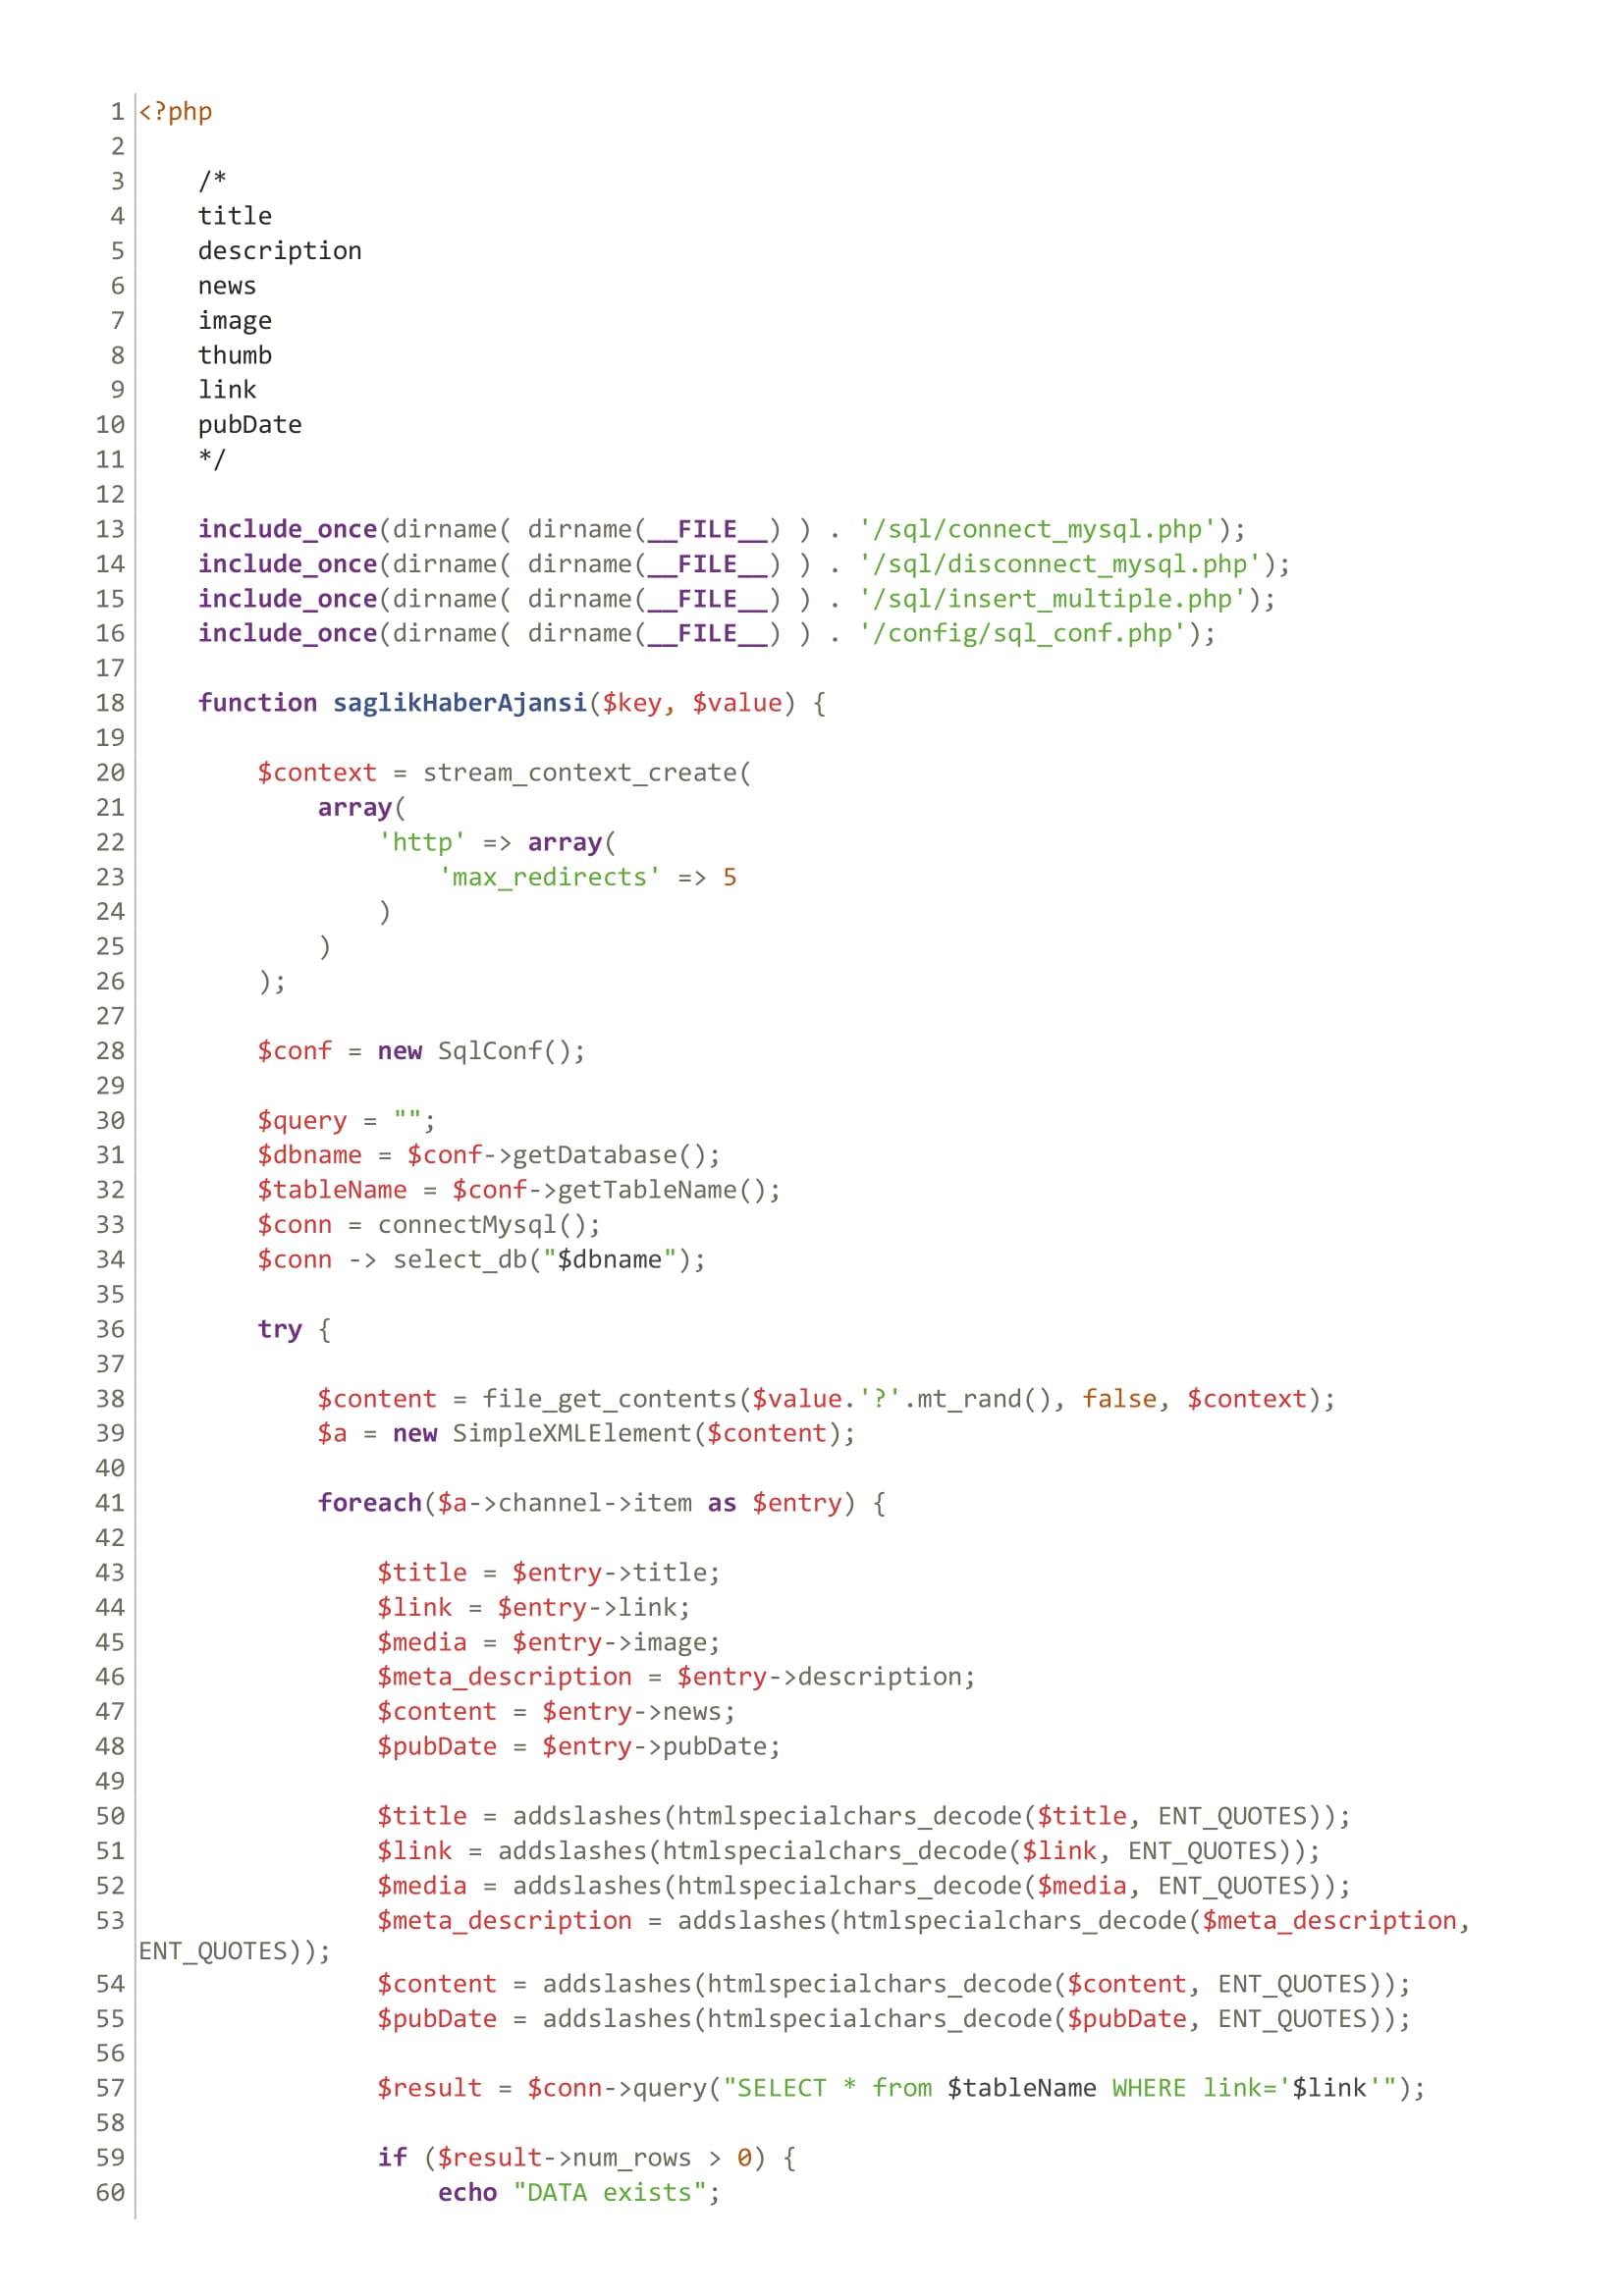 1 <?php
2
3     /*
4     title
5     description
6     news
7     image
8     thumb
9     link
10     pubDate
11     */
12
13     include_once(dirname( dirname(__FILE__) ) . '/sql/connect_mysql.php');
14     include_once(dirname( dirname(__FILE__) ) . '/sql/disconnect_mysql.php');
15     include_once(dirname( dirname(__FILE__) ) . '/sql/insert_multiple.php');
16     include_once(dirname( dirname(__FILE__) ) . '/config/sql_conf.php');
17
18     function saglikHaberAjansi($key, $value) {
19
20         $context = stream_context_create(
21             array(
22                 'http' => array(
23                     'max_redirects' => 5
24                 )
25             )
26         );
27
28         $conf = new SqlConf();
29
30         $query = "";
31         $dbname = $conf->getDatabase();
32         $tableName = $conf->getTableName();
33         $conn = connectMysql();
34         $conn -> select_db("$dbname");
35
36         try {
37
38             $content = file_get_contents($value.'?'.mt_rand(), false, $context);
39             $a = new SimpleXMLElement($content);
40
41             foreach($a->channel->item as $entry) {
42
43                 $title = $entry->title;
44                 $link = $entry->link;
45                 $media = $entry->image;
46                 $meta_description = $entry->description;
47                 $content = $entry->news;
48                 $pubDate = $entry->pubDate;
49
50                 $title = addslashes(htmlspecialchars_decode($title, ENT_QUOTES));
51                 $link = addslashes(htmlspecialchars_decode($link, ENT_QUOTES));
52                 $media = addslashes(htmlspecialchars_decode($media, ENT_QUOTES));
53                 $meta_description = addslashes(htmlspecialchars_decode($meta_description,
ENT_QUOTES));
54                 $content = addslashes(htmlspecialchars_decode($content, ENT_QUOTES));
55                 $pubDate = addslashes(htmlspecialchars_decode($pubDate, ENT_QUOTES));
56
57                 $result = $conn->query("SELECT * from $tableName WHERE link='$link'");
58
59                 if ($result->num_rows > 0) {
60                     echo "DATA exists";